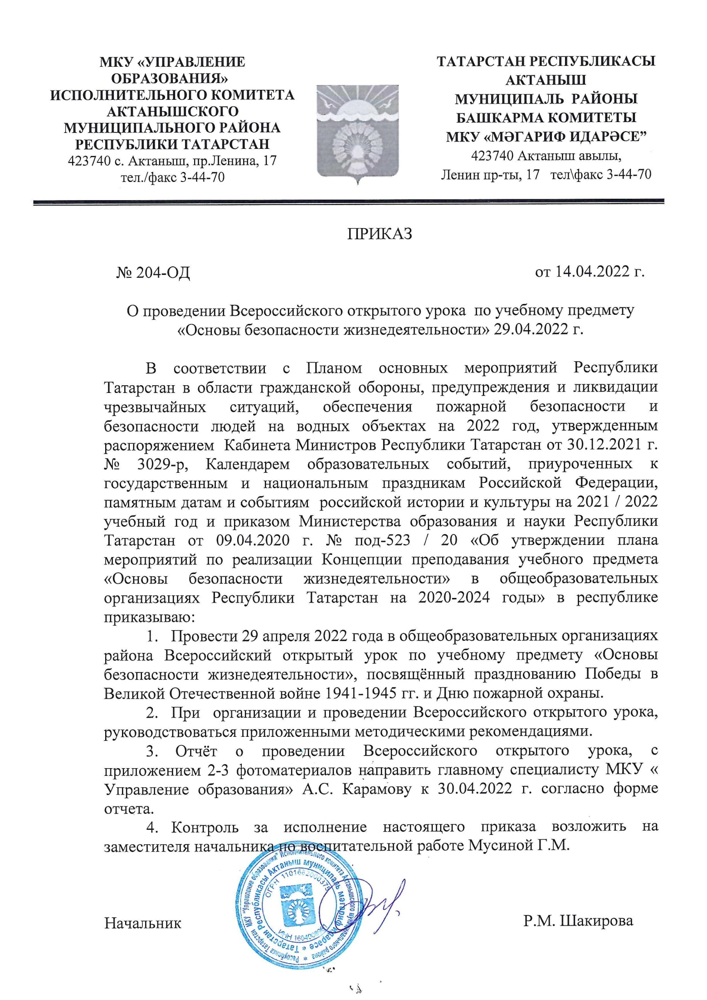 МКУ «УПРАВЛЕНИЕ
ОБРАЗОВАНИЯ»
ИСПОЛНИТЕЛЬНОГО КОМИТЕТА
АКТАНЫШСКОГО
МУНИЦИПАЛЬНОГО РАЙОНА
РЕСПУБЛИКИ ТАТАРСТАН
423740 с. Актаныш, пр.Ленина, 17
тел./факс 3-44-70
ТАТАРСТАН РЕСПУБЛИКАСЫ
АКТАНЫШ
МУНИЦИПАЛЬ РАЙОНЫ
БАШКАРМА КОМИТЕТЫ
МКУ «МӘГАРИФ ИДАРӘСЕ”
423740 Актаныш авылы,
Ленин пр-ты, 17 тел\факс 3-44-70
ПРИКАЗ
№ 204-ОД от 14.04.2022 г.
О проведении Всероссийского открытого урока по учебному предмету
«Основы безопасности жизнедеятельности» 29.04.2022 г.
В соответствии с Планом основных мероприятий Республики
Татарстан в области гражданской обороны, предупреждения и ликвидации
чрезвычайных ситуаций, обеспечения пожарной безопасности и
безопасности людей на водных объектах на 2022 год, утвержденным
распоряжением Кабинета Министров Республики Татарстан от 30.12.2021 г.
№ 3029-р, Календарем образовательных событий, приуроченных к
государственным и национальным праздникам Российской Федерации,
памятным датам и событиям российской истории и культуры на 2021 / 2022
учебный год и приказом Министерства образования и науки Республики
Татарстан от 09.04.2020 г. № под-523 / 20 «Об утверждении плана
мероприятий по реализации Концепции преподавания учебного предмета
«Основы безопасности жизнедеятельности» в общеобразовательных
организациях Республики Татарстан на 2020-2024 годы» в республике
приказываю:
1. Провести 29 апреля 2022 года в общеобразовательных организациях
района Всероссийский открытый урок по учебному предмету «Основы
безопасности жизнедеятельности», посвящённый празднованию Победы в
Великой Отечественной войне 1941-1945 гг. и Дню пожарной охраны.
2. При организации и проведении Всероссийского открытого урока,
руководствоваться приложенными методическими рекомендациями.
3. Отчёт о проведении Всероссийского открытого урока, с
приложением 2-3 фотоматериалов направить главному специалисту МКУ «
Управление образования» А.С. Карамову к 30.04.2022 г. согласно форме
отчета.
4. Контроль за исполнение настоящего приказа возложить на
заместителя начальника по воспитательной работе Мусиной Г.М.
МКУ "Управление образования" Исполнительного комитета Актанышского муниципального района * Республика Татарстан
Татарстан Республикасы Актаныш муниципаль мәгариф идарәсе *
ОГРН 1101682000375
ИНН
Начальник Р.М. Шакирова